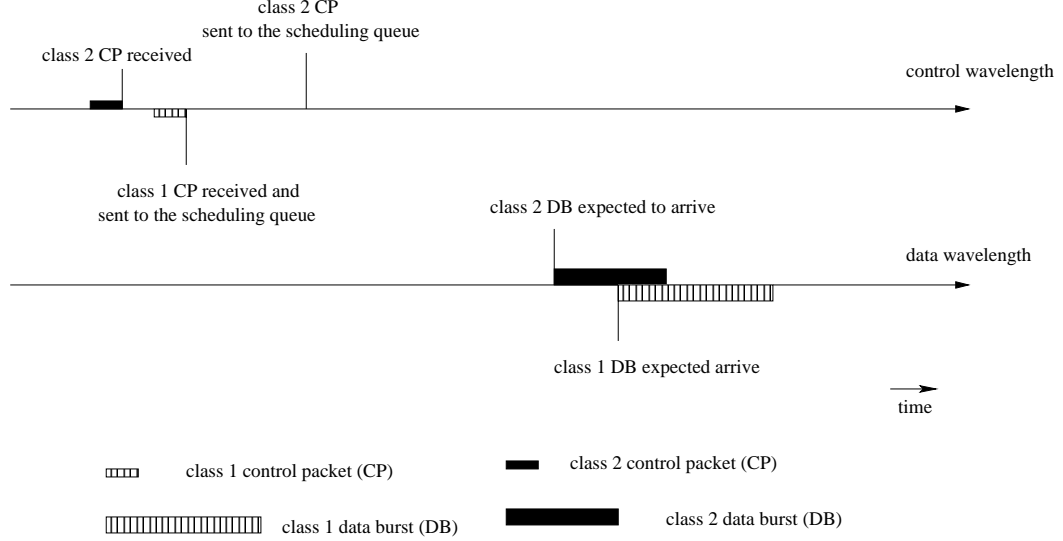 class 2 CP
sent to the scheduling queue
class 2 CP received
control wavelength
class 1 CP received and
sent to the scheduling queue
class 2 DB expected to arrive
data wavelength
class 1 DB expected arrive
time
class 1 control packet (CP)
class 2 control packet (CP)
class 1 data burst (DB)
class 2 data burst (DB)